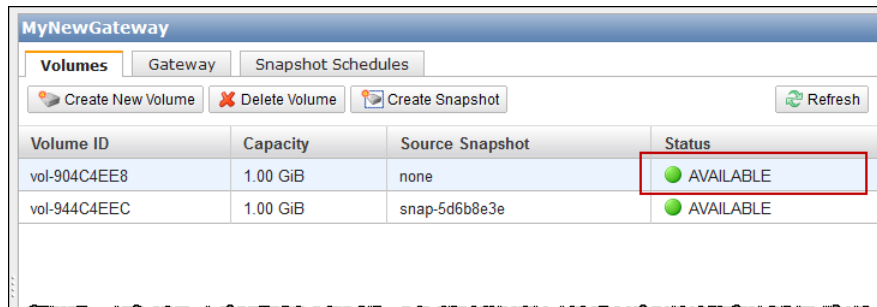 MyNewGateway
Volumes Gateway Snapshot Schedules
Create New Volume Delete Volume Create Snapshot Refresh
Volume ID Capacity Source Snapshot Status
vol-904C4EE8 1.00 GiB none AVAILABLE
vol-944C4EEC 1.00 GiB snap-5d6b8e3e AVAILABLE